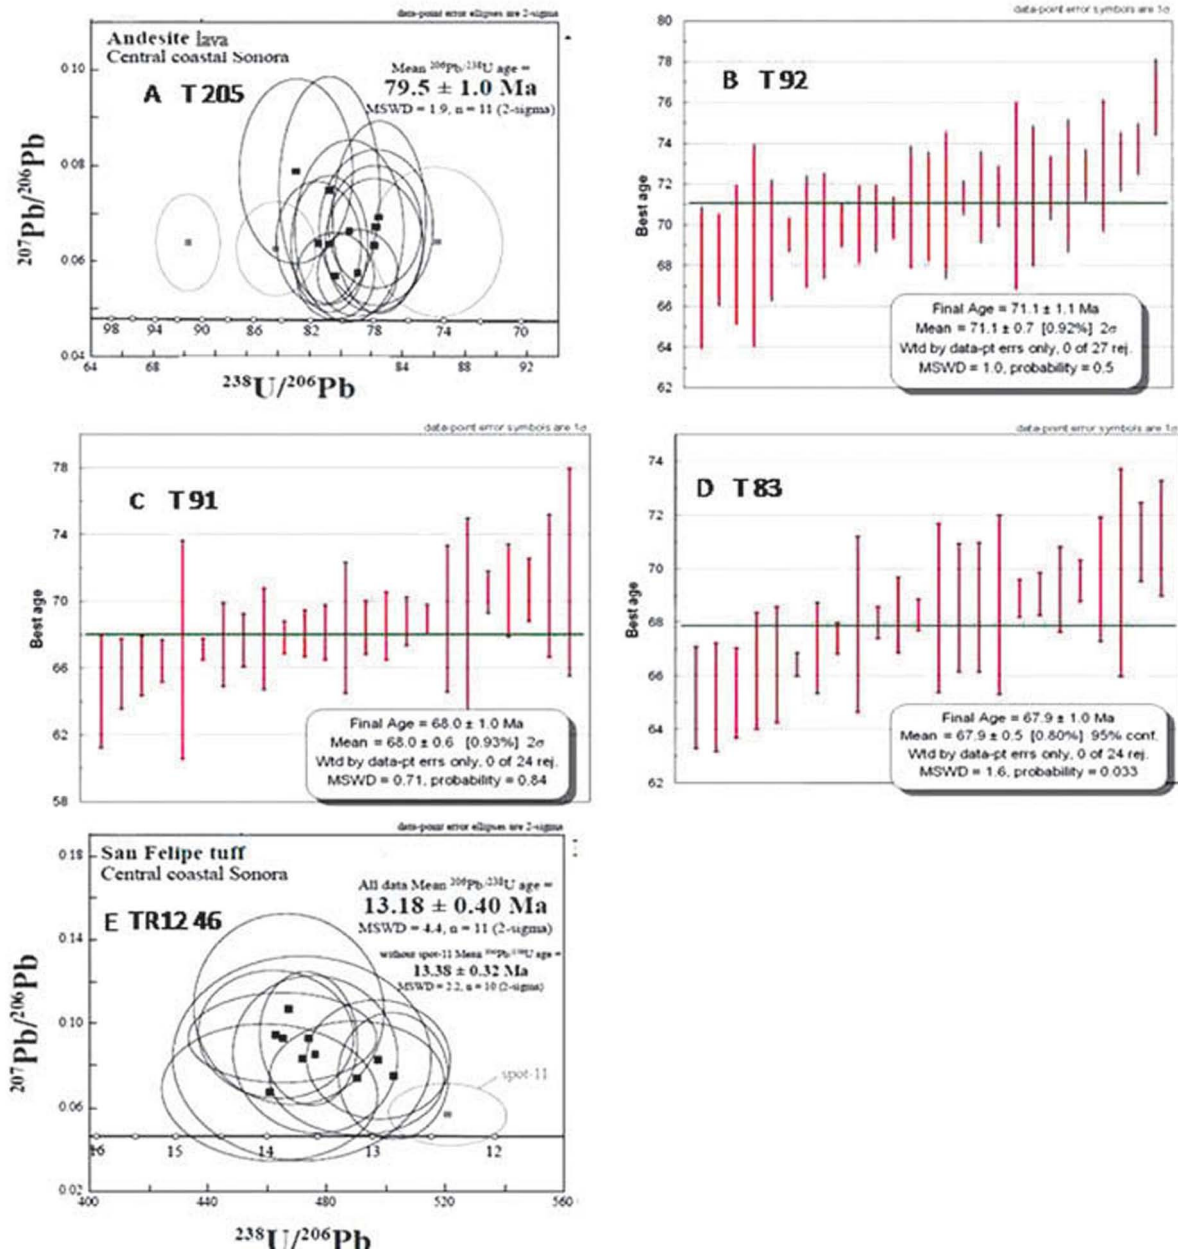 data-point error ellipses are 2-sigma
Andesite lava
Central coastal Sonora
A T205
Mean ²⁰⁶Pb/²³⁸U age =
79.5 ± 1.0 Ma
MSWD = 1.9, n = 11 (2-sigma)
0.10
0.08
0.06
0.04
²⁰⁷Pb/²⁰⁶Pb
98 94 90 86 82 78 74 70
64 68 84 88 92
²³⁸U/²⁰⁶Pb
data-point error symbols are 1σ
B T92
80
78
76
74
72
70
68
66
64
62
Best age
Final Age = 71.1 ± 1.1 Ma
Mean = 71.1 ± 0.7 [0.92%] 2σ
Wtd by data-pt errs only, 0 of 27 rej.
MSWD = 1.0, probability = 0.5
data-point error symbols are 1σ
C T91
78
74
70
66
62
58
Best age
Final Age = 68.0 ± 1.0 Ma
Mean = 68.0 ± 0.6 [0.93%] 2σ
Wtd by data-pt errs only, 0 of 24 rej.
MSWD = 0.71, probability = 0.84
data-point error symbols are 1σ
D T83
74
72
70
68
66
64
62
Best age
Final Age = 67.9 ± 1.0 Ma
Mean = 67.9 ± 0.5 [0.80%] 95% conf.
Wtd by data-pt errs only, 0 of 24 rej.
MSWD = 1.6, probability = 0.033
data-point error ellipses are 2-sigma
San Felipe tuff
Central coastal Sonora
E TR12 46
All data Mean ²⁰⁶Pb/²³⁸U age =
13.18 ± 0.40 Ma
MSWD = 4.4, n = 11 (2-sigma)
without spot-11 Mean ²⁰⁶Pb/²³⁸U age =
13.38 ± 0.32 Ma
MSWD = 2.2, n = 10 (2-sigma)
spot-11
0.18
0.14
0.10
0.06
0.02
²⁰⁷Pb/²⁰⁶Pb
16 15 14 13 12
400 440 480 520 560
²³⁸U/²⁰⁶Pb